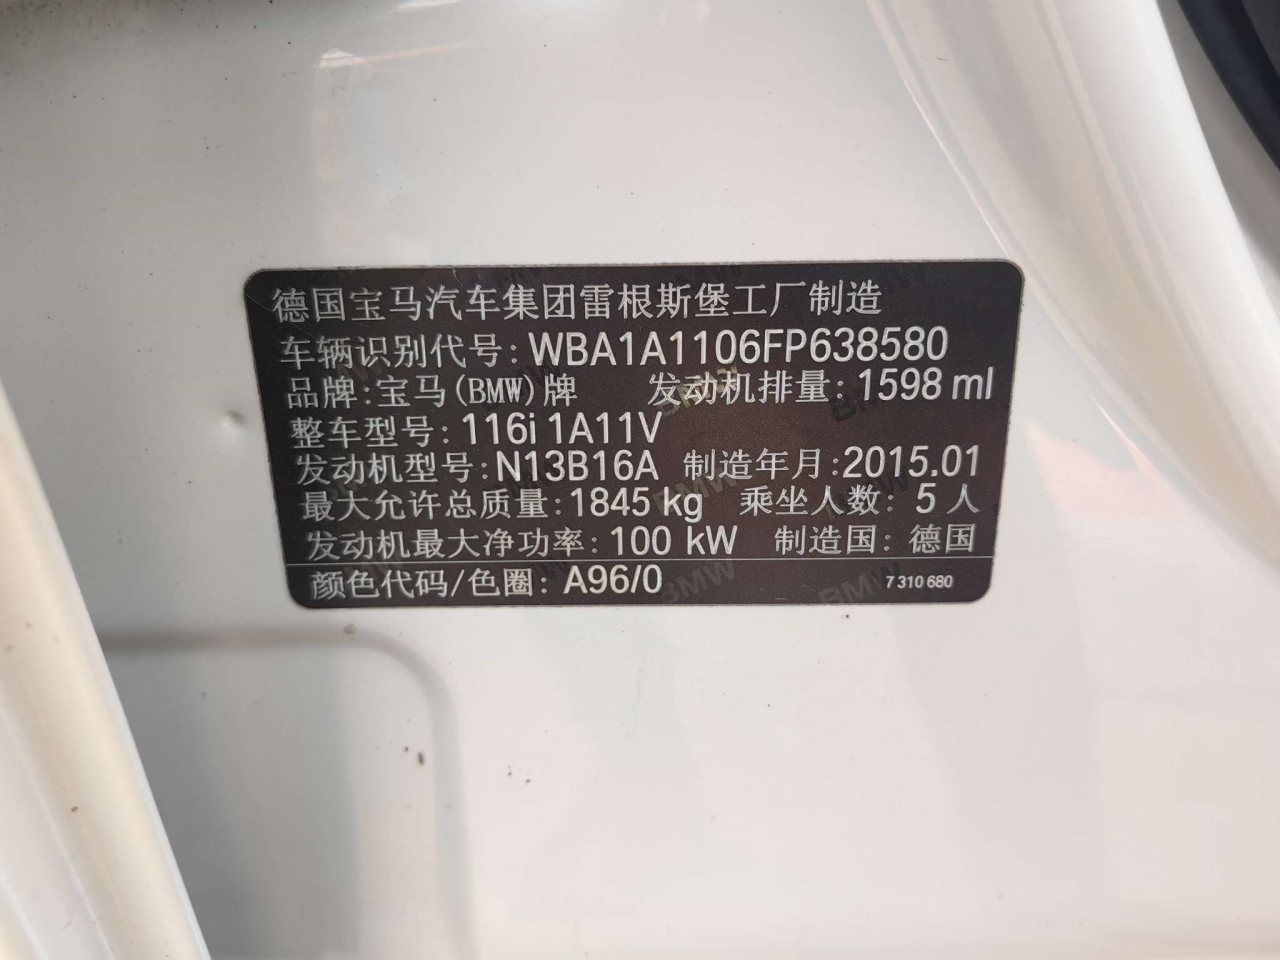 德国宝马汽车集团雷根斯堡工厂制造
车辆识别代号: WBA1A1106FP638580
品牌: 宝马(BMW)牌 发动机排量: 1598 ml
整车型号: 116i 1A11V
发动机型号: N13B16A 制造年月: 2015.01
最大允许总质量: 1845 kg 乘坐人数: 5 人
发动机最大净功率: 100 kW 制造国: 德国
颜色代码/色圈: A96/0 7 310 680